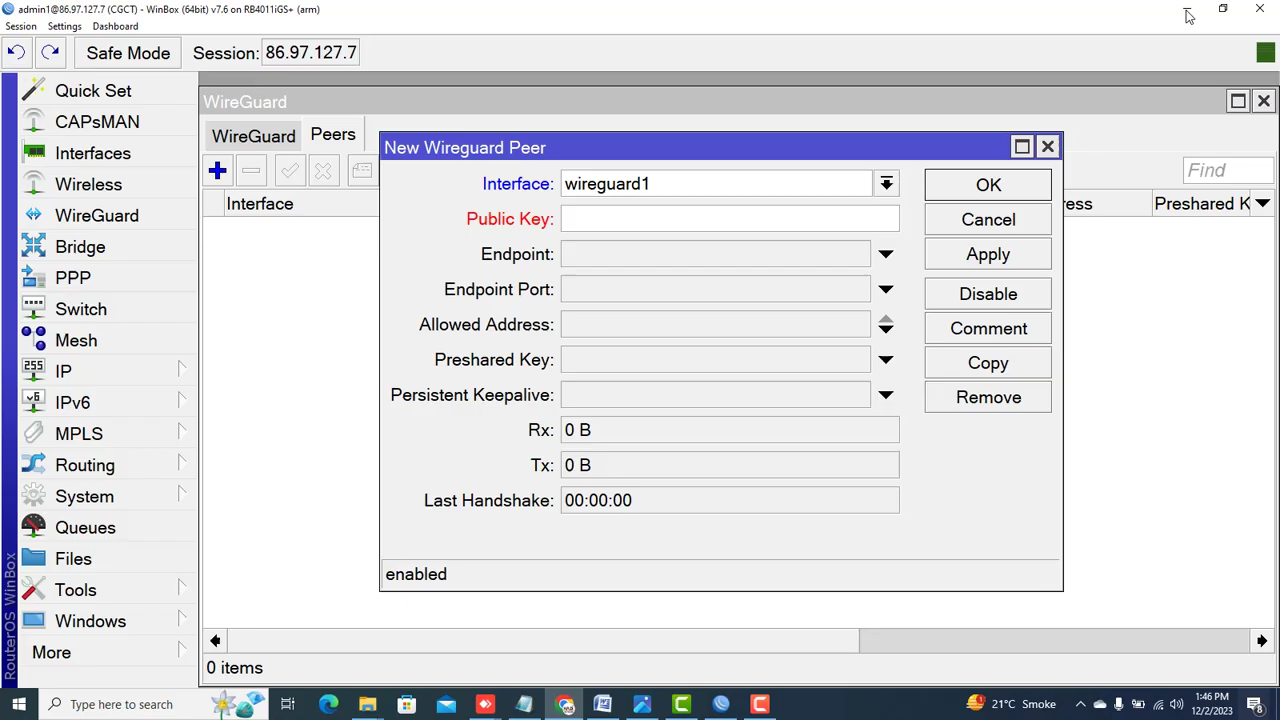 admin1@86.97.127.7 (CGCT) - WinBox (64bit) v7.6 on RB4011iGS+ (arm)
Session Settings Dashboard
Safe Mode Session: 86.97.127.7
Quick Set
CAPsMAN
Interfaces
Wireless
WireGuard
Bridge
PPP
Switch
Mesh
IP
IPv6
MPLS
Routing
System
Queues
Files
Tools
Windows
More
RouterOS WinBox
WireGuard
WireGuard Peers
Find
Interface
Preshared K
New Wireguard Peer
Interface: wireguard1
Public Key:
Endpoint:
Endpoint Port:
Allowed Address:
Preshared Key:
Persistent Keepalive:
Rx: 0 B
Tx: 0 B
Last Handshake: 00:00:00
enabled
OK
Cancel
Apply
Disable
Comment
Copy
Remove
0 items
Type here to search
21°C Smoke
1:46 PM
12/2/2023